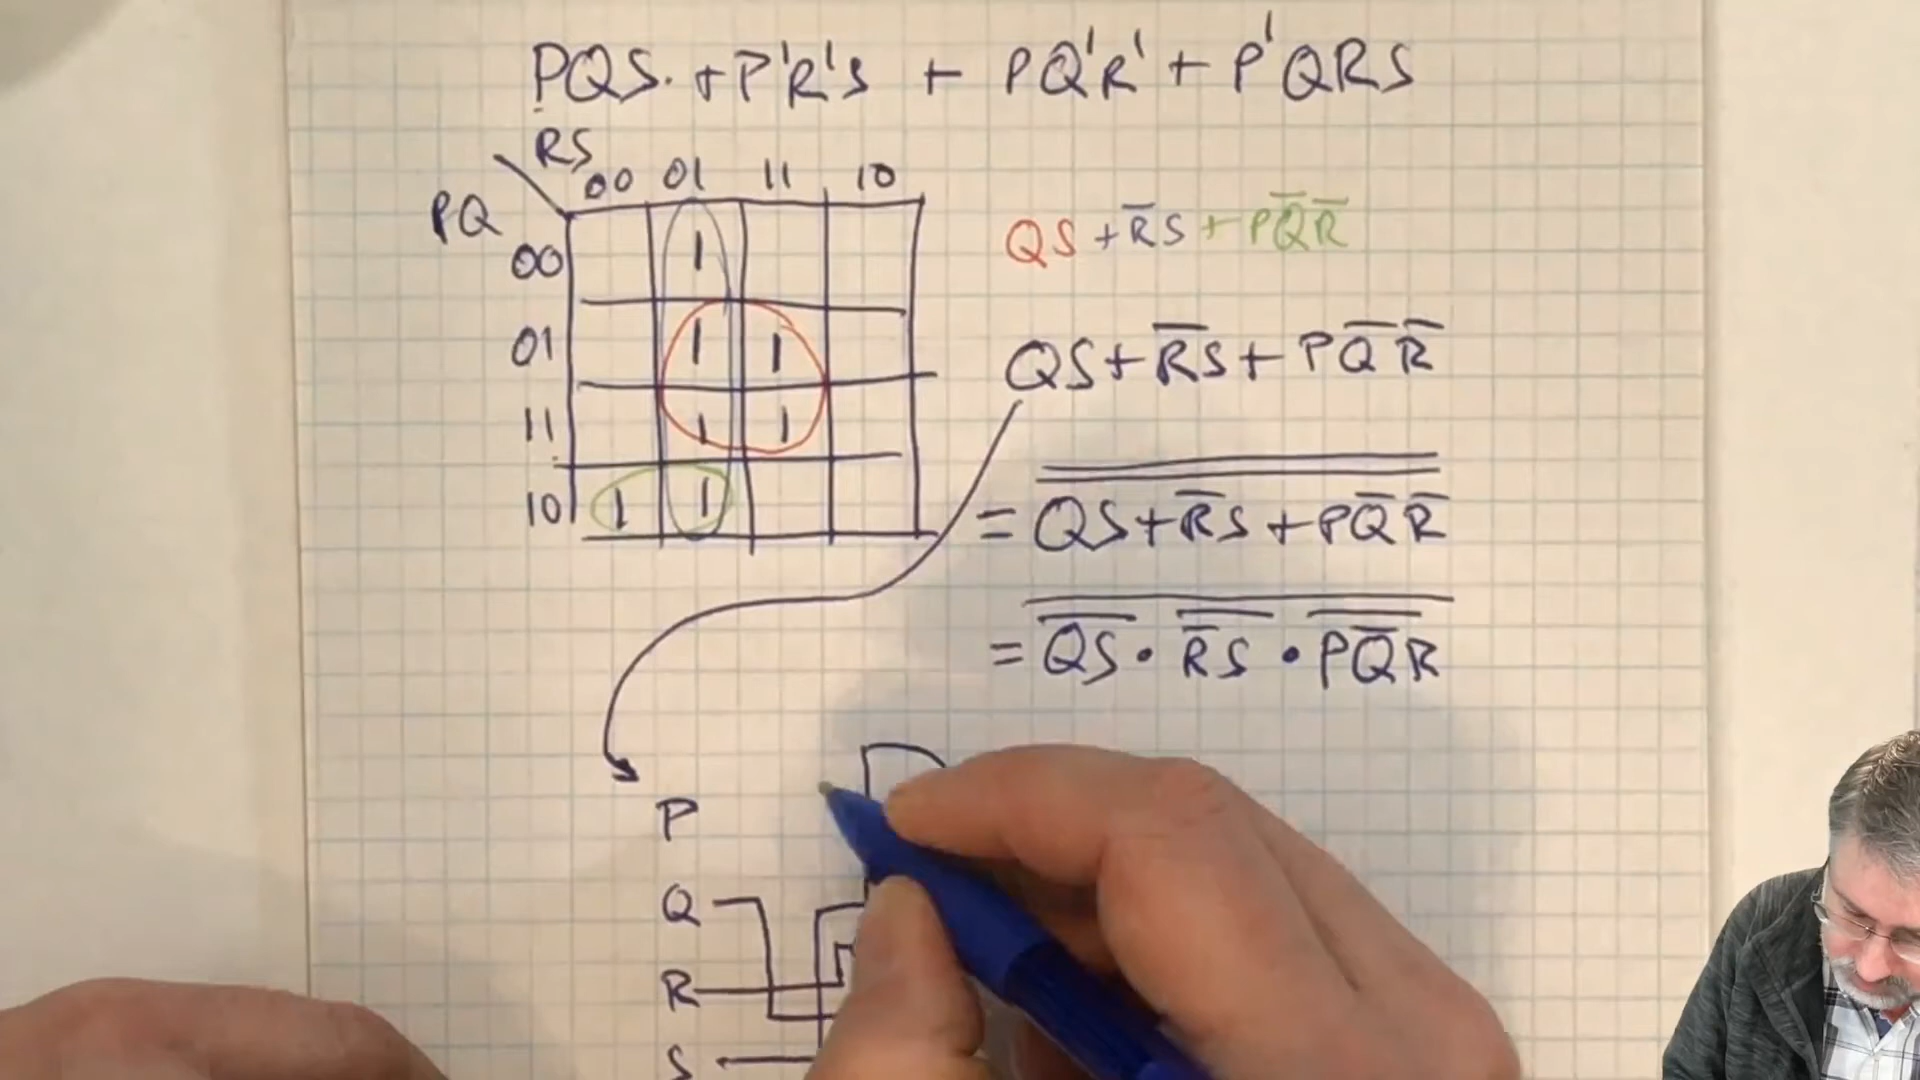 PQS. + P'R'S + PQ'R' + P'QRS
RS
00 01 11 10
PQ
00 1
01 1 1
11 1 1
10 1 1
QS + R̅S + PQ̅R̅
QS + R̅S + PQ̅R̅
= QS + R̅S + PQ̅R̅
= QS · R̅S · PQ̅R
P
Q
R
S